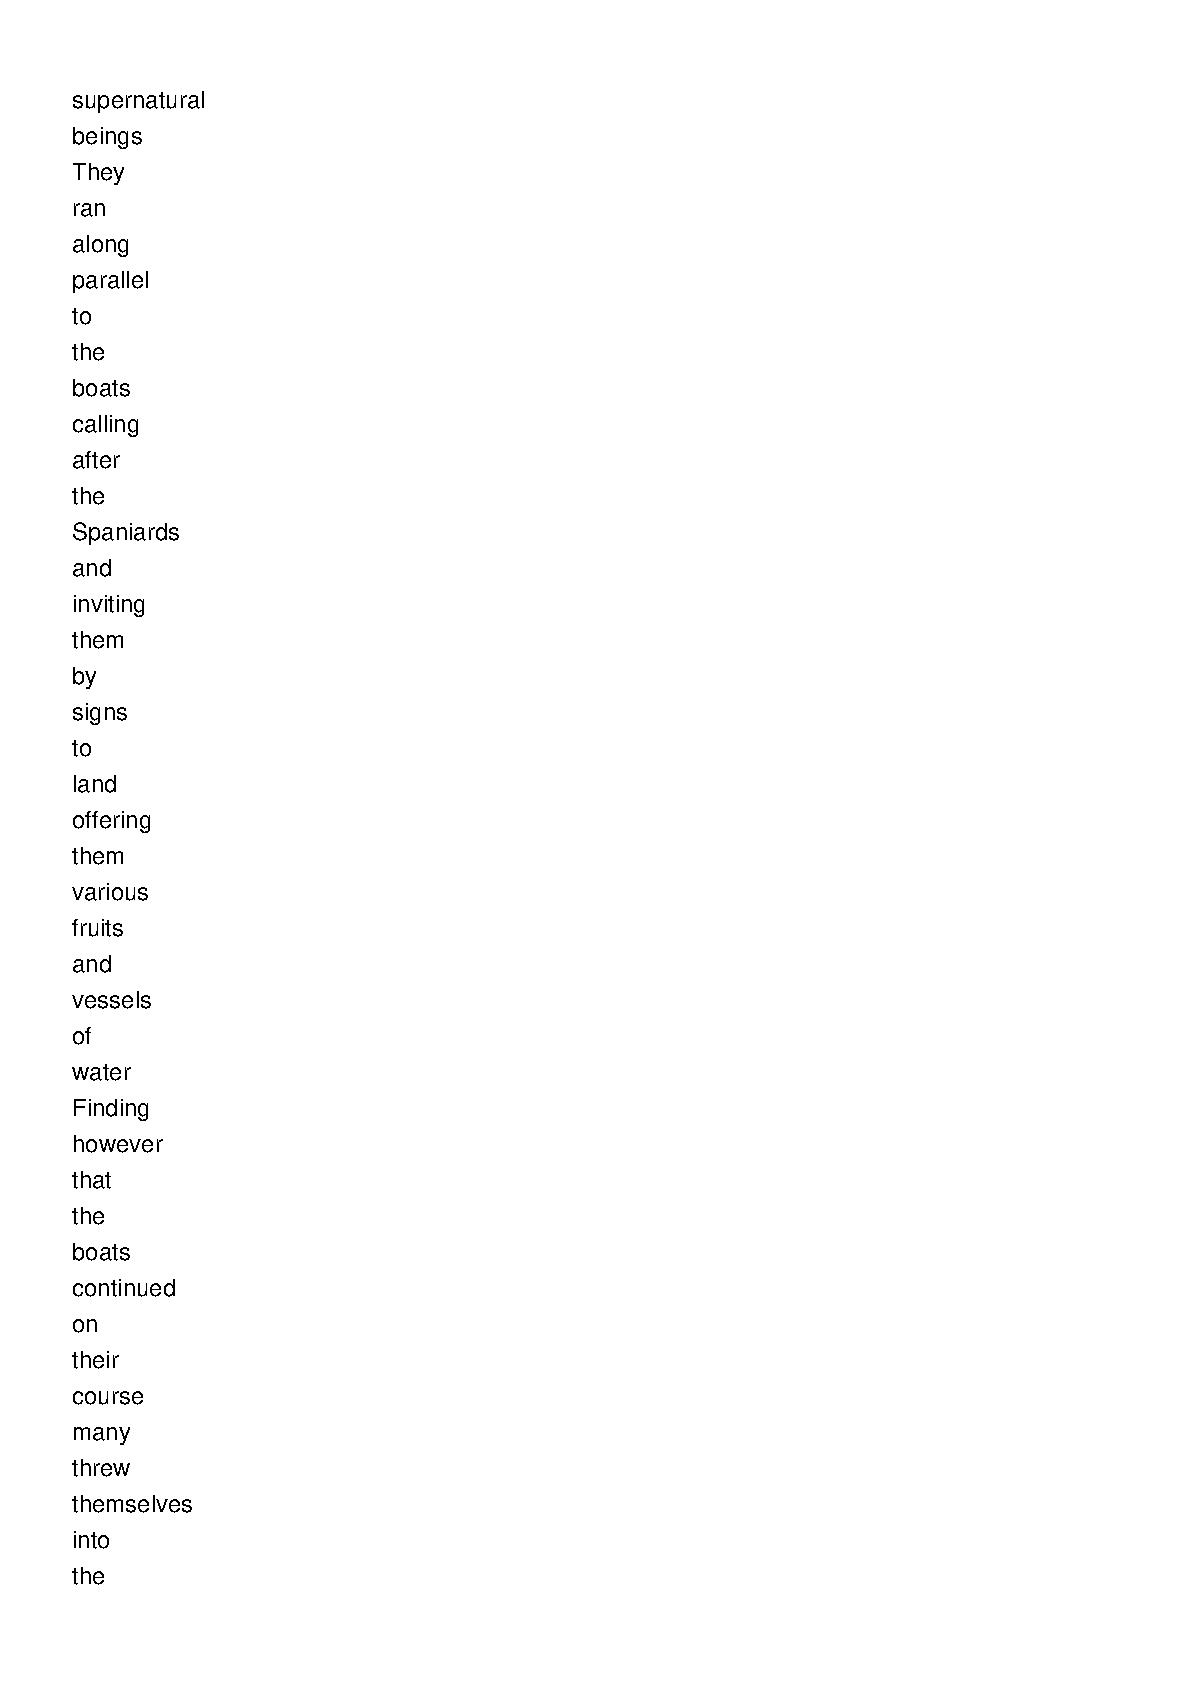 supernatural
beings
They
ran
along
parallel
to
the
boats
calling
after
the
Spaniards
and
inviting
them
by
signs
to
land
offering
them
various
fruits
and
vessels
of
water
Finding
however
that
the
boats
continued
on
their
course
many
threw
themselves
into
the